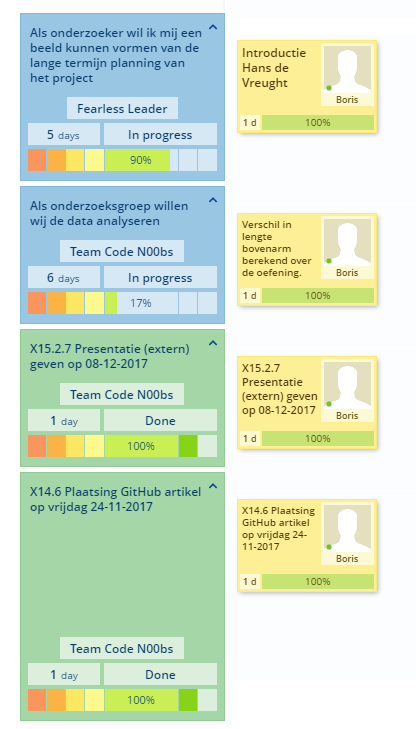 Als onderzoeker wil ik mij een
beeld kunnen vormen van de
lange termijn planning van
het project
Fearless Leader
5 days
In progress
90%
Introductie
Hans de
Vreught
Boris
1 d
100%
Als onderzoeksgroep willen
wij de data analyseren
Team Code N00bs
6 days
In progress
17%
Verschil in
lengte
bovenarm
berekend over
de oefening.
Boris
1 d
100%
X15.2.7 Presentatie (extern)
geven op 08-12-2017
Team Code N00bs
1 day
Done
100%
X15.2.7
Presentatie
(extern) geven
op 08-12-2017
Boris
1 d
100%
X14.6 Plaatsing GitHub artikel
op vrijdag 24-11-2017
Team Code N00bs
1 day
Done
100%
X14.6 Plaatsing
GitHub artikel
op vrijdag 24-
11-2017
Boris
1 d
100%